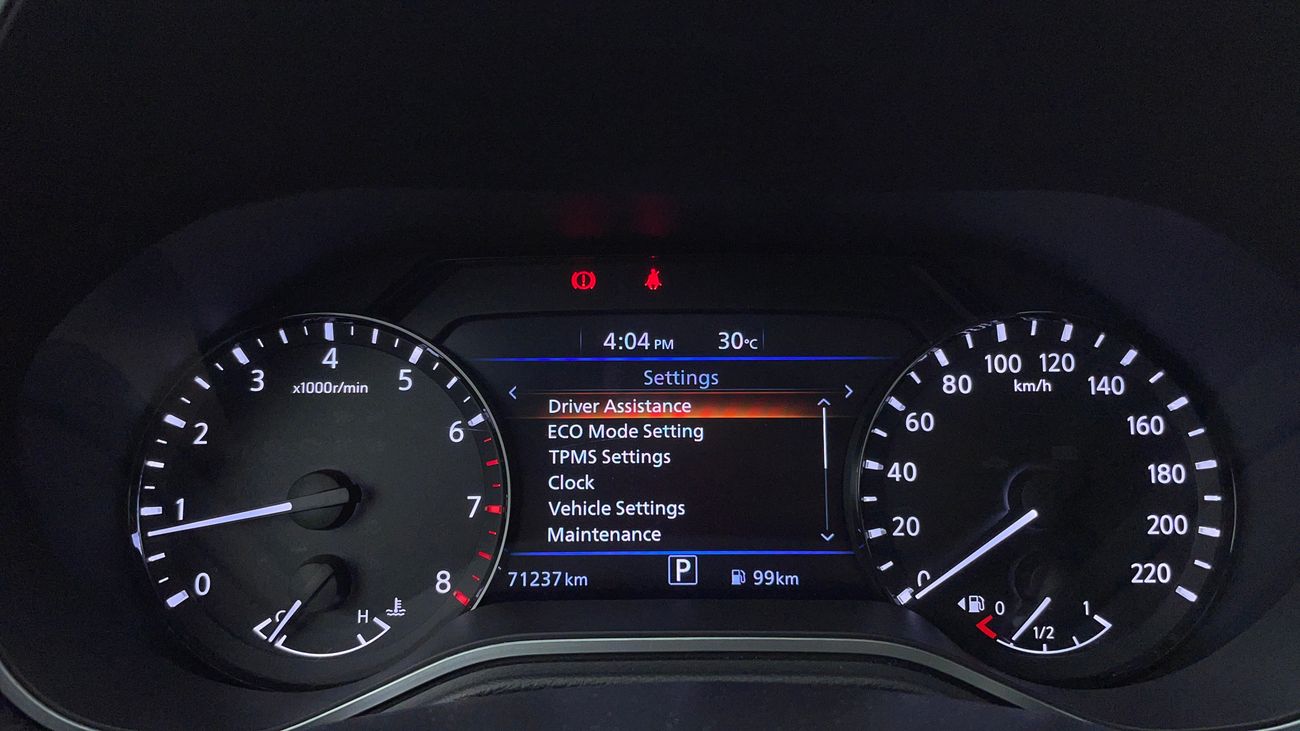 4:04 PM 30°C
Settings
Driver Assistance
ECO Mode Setting
TPMS Settings
Clock
Vehicle Settings
Maintenance
71237 km P 99km
0 1 2 3 4 5 6 7 8
x1000r/min
C H
0 20 40 60 80 100 120 140 160 180 200 220
km/h
0 1/2 1